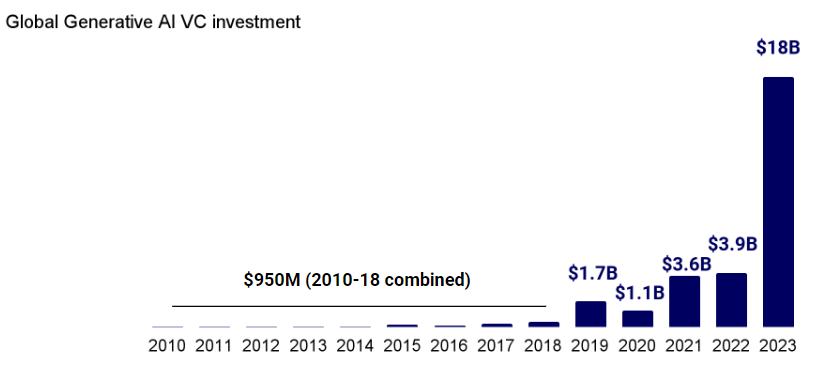 Global Generative AI VC investment
$18B
$3.9B
$3.6B
$1.7B
$950M (2010-18 combined)
$1.1B
2010 2011 2012 2013 2014 2015 2016 2017 2018 2019 2020 2021 2022 2023